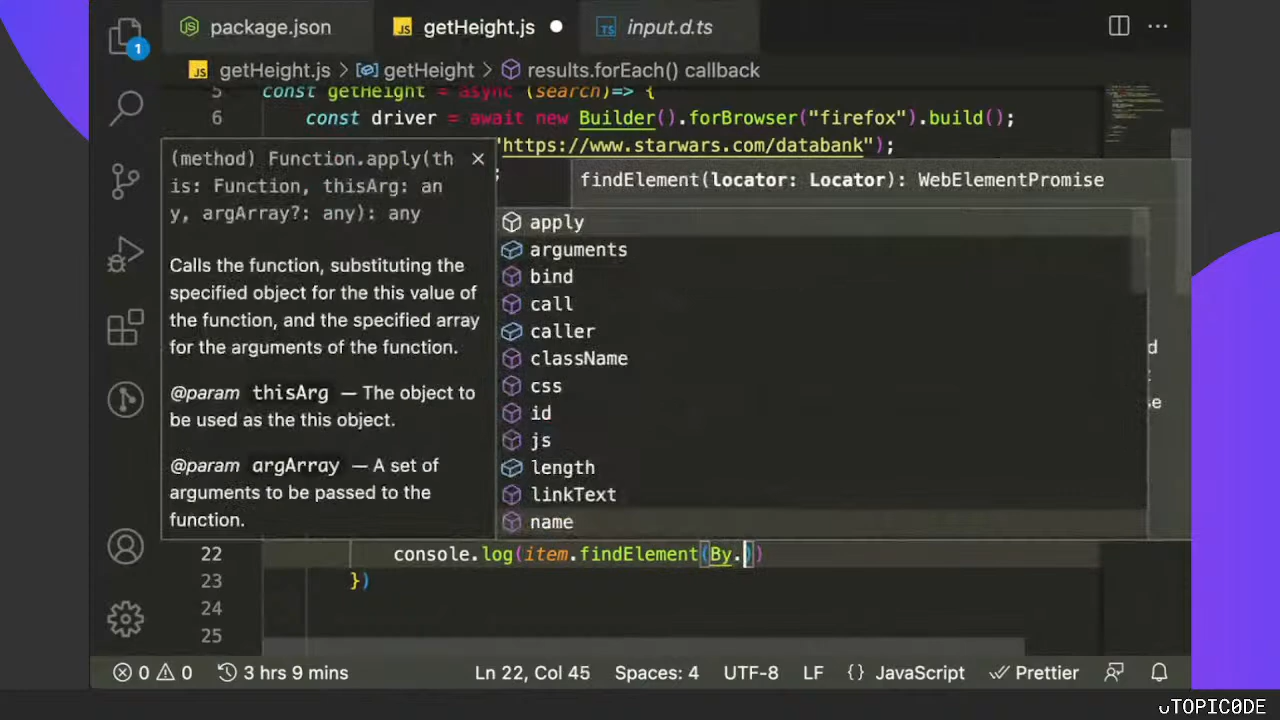 package.json
getHeight.js
input.d.ts
1
getHeight.js > getHeight > results.forEach() callback
5 const getHeight = async (search)=> {
6 const driver = await new Builder().forBrowser("firefox").build();
"https://www.starwars.com/databank");
;
(method) Function.apply(th
is: Function, thisArg: an
y, argArray?: any): any
Calls the function, substituting the
specified object for the this value of
the function, and the specified array
for the arguments of the function.
@param thisArg — The object to
be used as the this object.
@param argArray — A set of
arguments to be passed to the
function.
findElement(locator: Locator): WebElementPromise
apply
arguments
bind
call
caller
className
css
id
js
length
linkText
name
22 console.log(item.findElement(By.))
23 })
24
25
0 0 3 hrs 9 mins Ln 22, Col 45 Spaces: 4 UTF-8 LF {} JavaScript Prettier
UTOPIC0DE